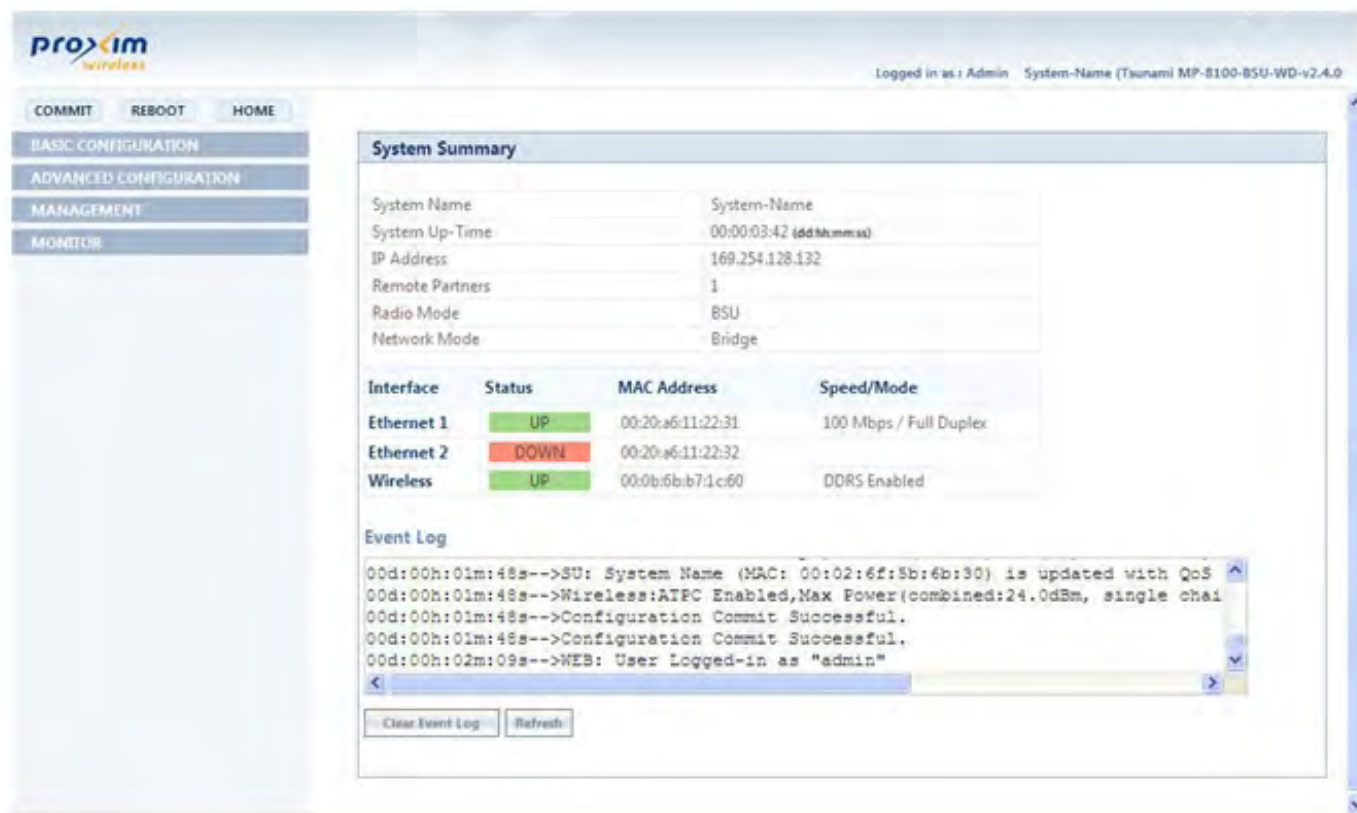 proxim
wireless
Logged in as : Admin System-Name (Tsunami MP-8100-BSU-WD-v2.4.0
COMMIT REBOOT HOME
BASIC CONFIGURATION
ADVANCED CONFIGURATION
MANAGEMENT
MONITOR
System Summary
System Name System-Name
System Up-Time 00:00:03:42 (dd:hh:mm:ss)
IP Address 169.254.128.132
Remote Partners 1
Radio Mode BSU
Network Mode Bridge
Interface Status MAC Address Speed/Mode
Ethernet 1 UP 00:20:a6:11:22:31 100 Mbps / Full Duplex
Ethernet 2 DOWN 00:20:a6:11:22:32
Wireless UP 00:0b:6b:b7:1c:60 DDRS Enabled
Event Log
00d:00h:01m:48s-->SU: System Name (MAC: 00:02:6f:5b:6b:30) is updated with QoS
00d:00h:01m:48s-->Wireless:ATPC Enabled,Max Power(combined:24.0dBm, single chai
00d:00h:01m:48s-->Configuration Commit Successful.
00d:00h:01m:48s-->Configuration Commit Successful.
00d:00h:02m:09s-->WEB: User Logged-in as "admin"
Clear Event Log Refresh